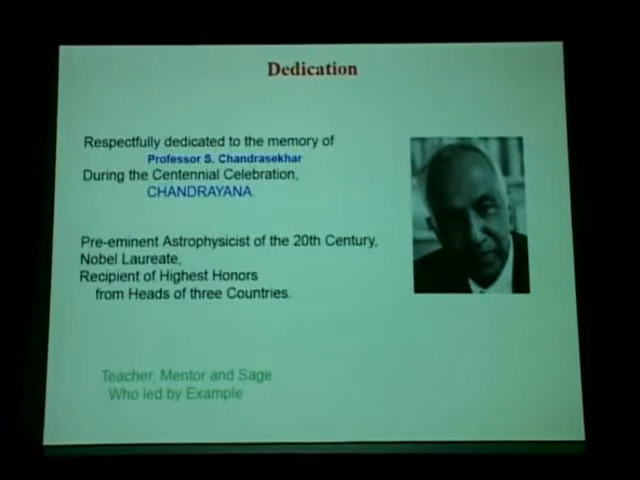 Dedication
Respectfully dedicated to the memory of
Professor S. Chandrasekhar
During the Centennial Celebration,
CHANDRAYANA.
Pre-eminent Astrophysicist of the 20th Century,
Nobel Laureate,
Recipient of Highest Honors
from Heads of three Countries.
Teacher, Mentor and Sage
Who led by Example